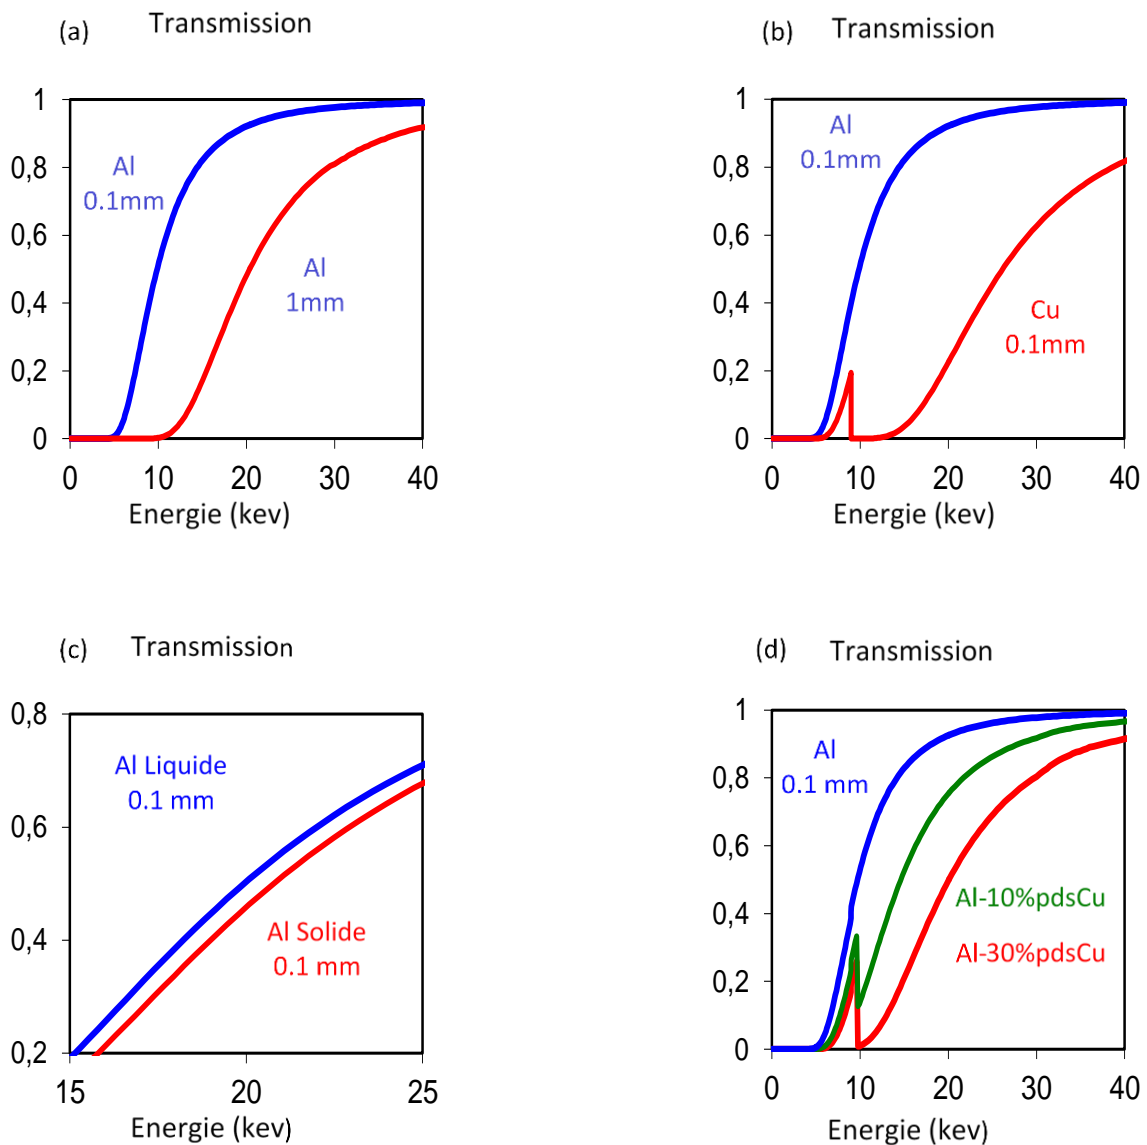 (a) Transmission
1
0,8
0,6
0,4
0,2
0
Al
0.1mm
Al
1mm
0 10 20 30 40
Energie (kev)
(b) Transmission
1
0,8
0,6
0,4
0,2
0
Al
0.1mm
Cu
0.1mm
0 10 20 30 40
Energie (kev)
(c) Transmission
0,8
0,6
0,4
0,2
Al Liquide
0.1 mm
Al Solide
0.1 mm
15 20 25
Energie (kev)
(d) Transmission
1
0,8
0,6
0,4
0,2
0
Al
0.1 mm
Al-10%pdsCu
Al-30%pdsCu
0 10 20 30 40
Energie (kev)